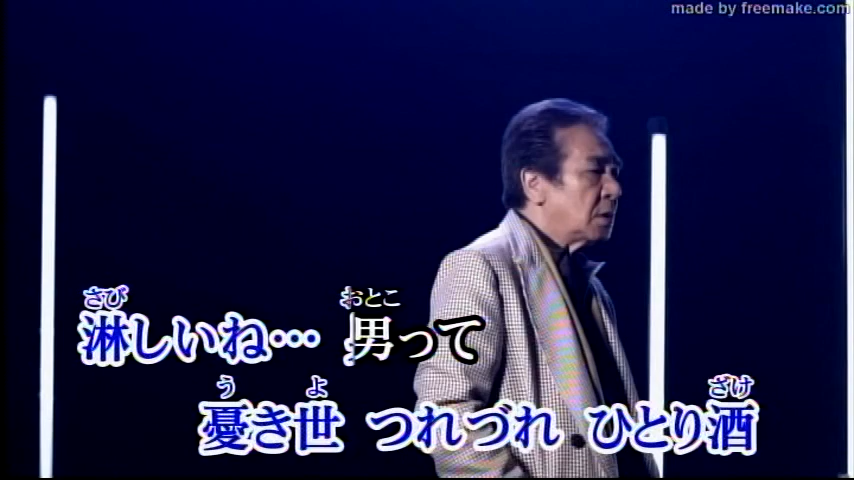 made by freemake.com
さび おとこ
淋しいね… 男って
う よ ざけ
憂き世 つれづれ ひとり酒